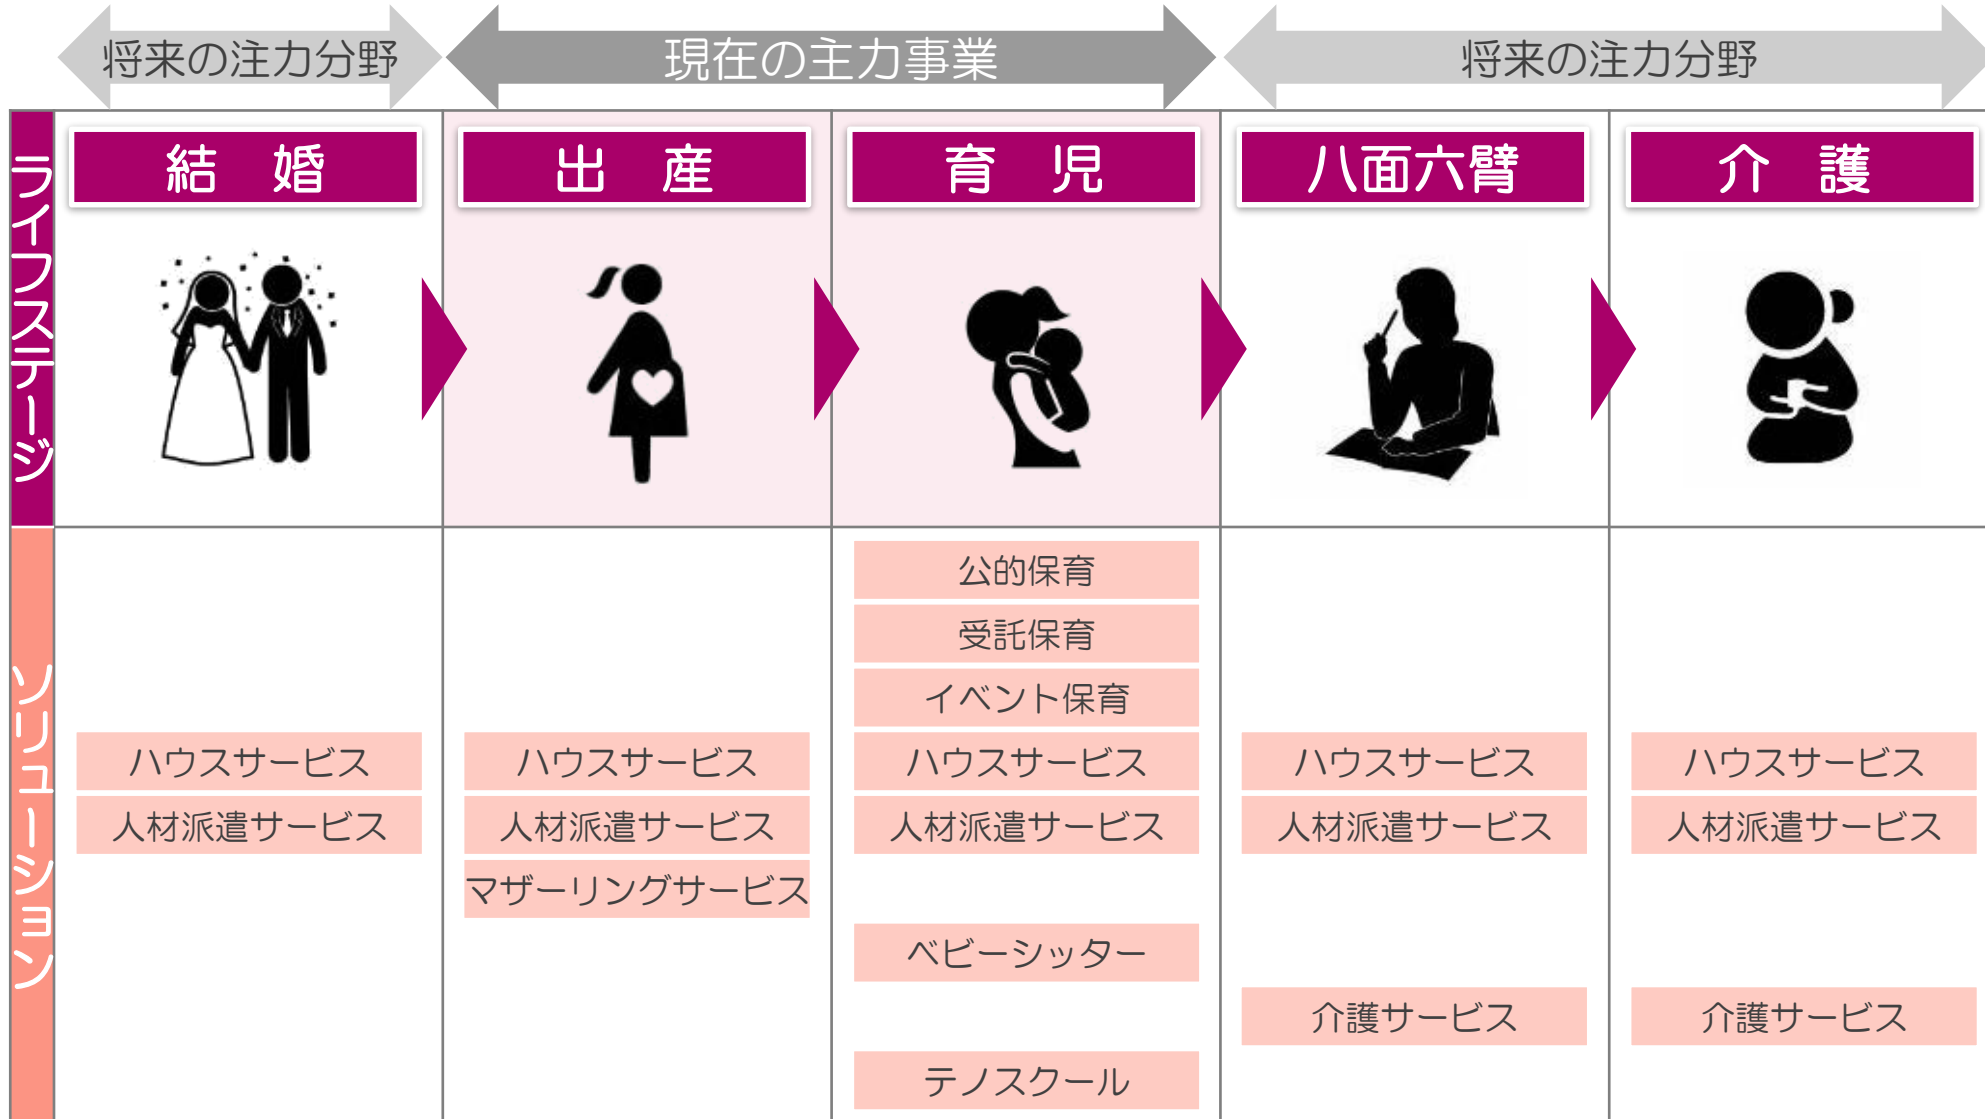 将来の注力分野
現在の主力事業
将来の注力分野
ライフステージ
結 婚
出 産
育 児
八面六臂
介 護
ソリューション
公的保育
受託保育
イベント保育
ハウスサービス
ハウスサービス
ハウスサービス
ハウスサービス
ハウスサービス
人材派遣サービス
人材派遣サービス
人材派遣サービス
人材派遣サービス
人材派遣サービス
マザーリングサービス
ベビーシッター
介護サービス
介護サービス
テノスクール